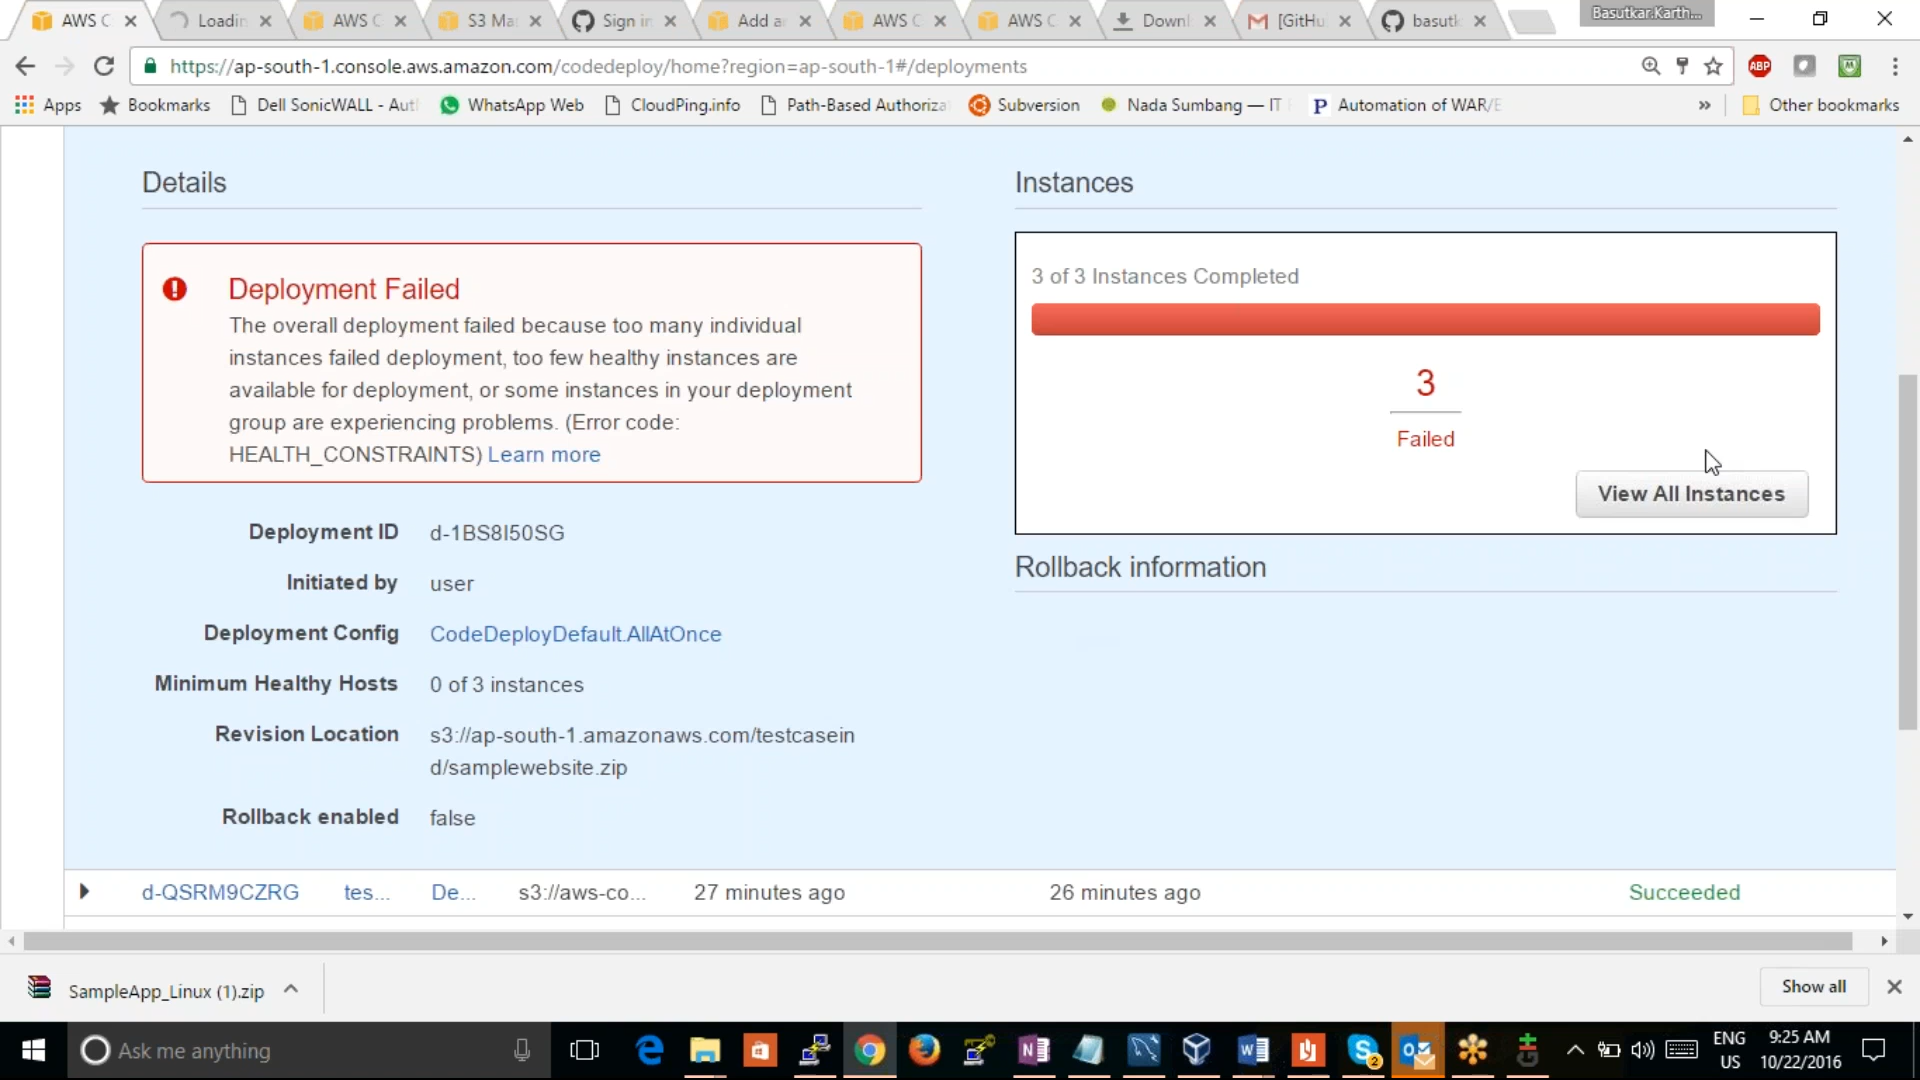 AWS C
Loadin
AWS C
S3 Ma
Sign in
Add a
AWS C
AWS C
Downl
[GitHu
basutk
Basutkar.Karth...
https://ap-south-1.console.aws.amazon.com/codedeploy/home?region=ap-south-1#/deployments
ABP
Apps
Bookmarks
Dell SonicWALL - Aut
WhatsApp Web
CloudPing.info
Path-Based Authoriza
Subversion
Nada Sumbang — IT
Automation of WAR/E
»
Other bookmarks
Details
Instances
Deployment Failed
The overall deployment failed because too many individual
instances failed deployment, too few healthy instances are
available for deployment, or some instances in your deployment
group are experiencing problems. (Error code:
HEALTH_CONSTRAINTS) Learn more
3 of 3 Instances Completed
3
Failed
View All Instances
Deployment ID d-1BS8I50SG
Initiated by user
Deployment Config CodeDeployDefault.AllAtOnce
Minimum Healthy Hosts 0 of 3 instances
Revision Location s3://ap-south-1.amazonaws.com/testcasein
d/samplewebsite.zip
Rollback enabled false
Rollback information
d-QSRM9CZRG tes... De... s3://aws-co... 27 minutes ago 26 minutes ago Succeeded
SampleApp_Linux (1).zip
Show all
Ask me anything
2
ENG
US
9:25 AM
10/22/2016